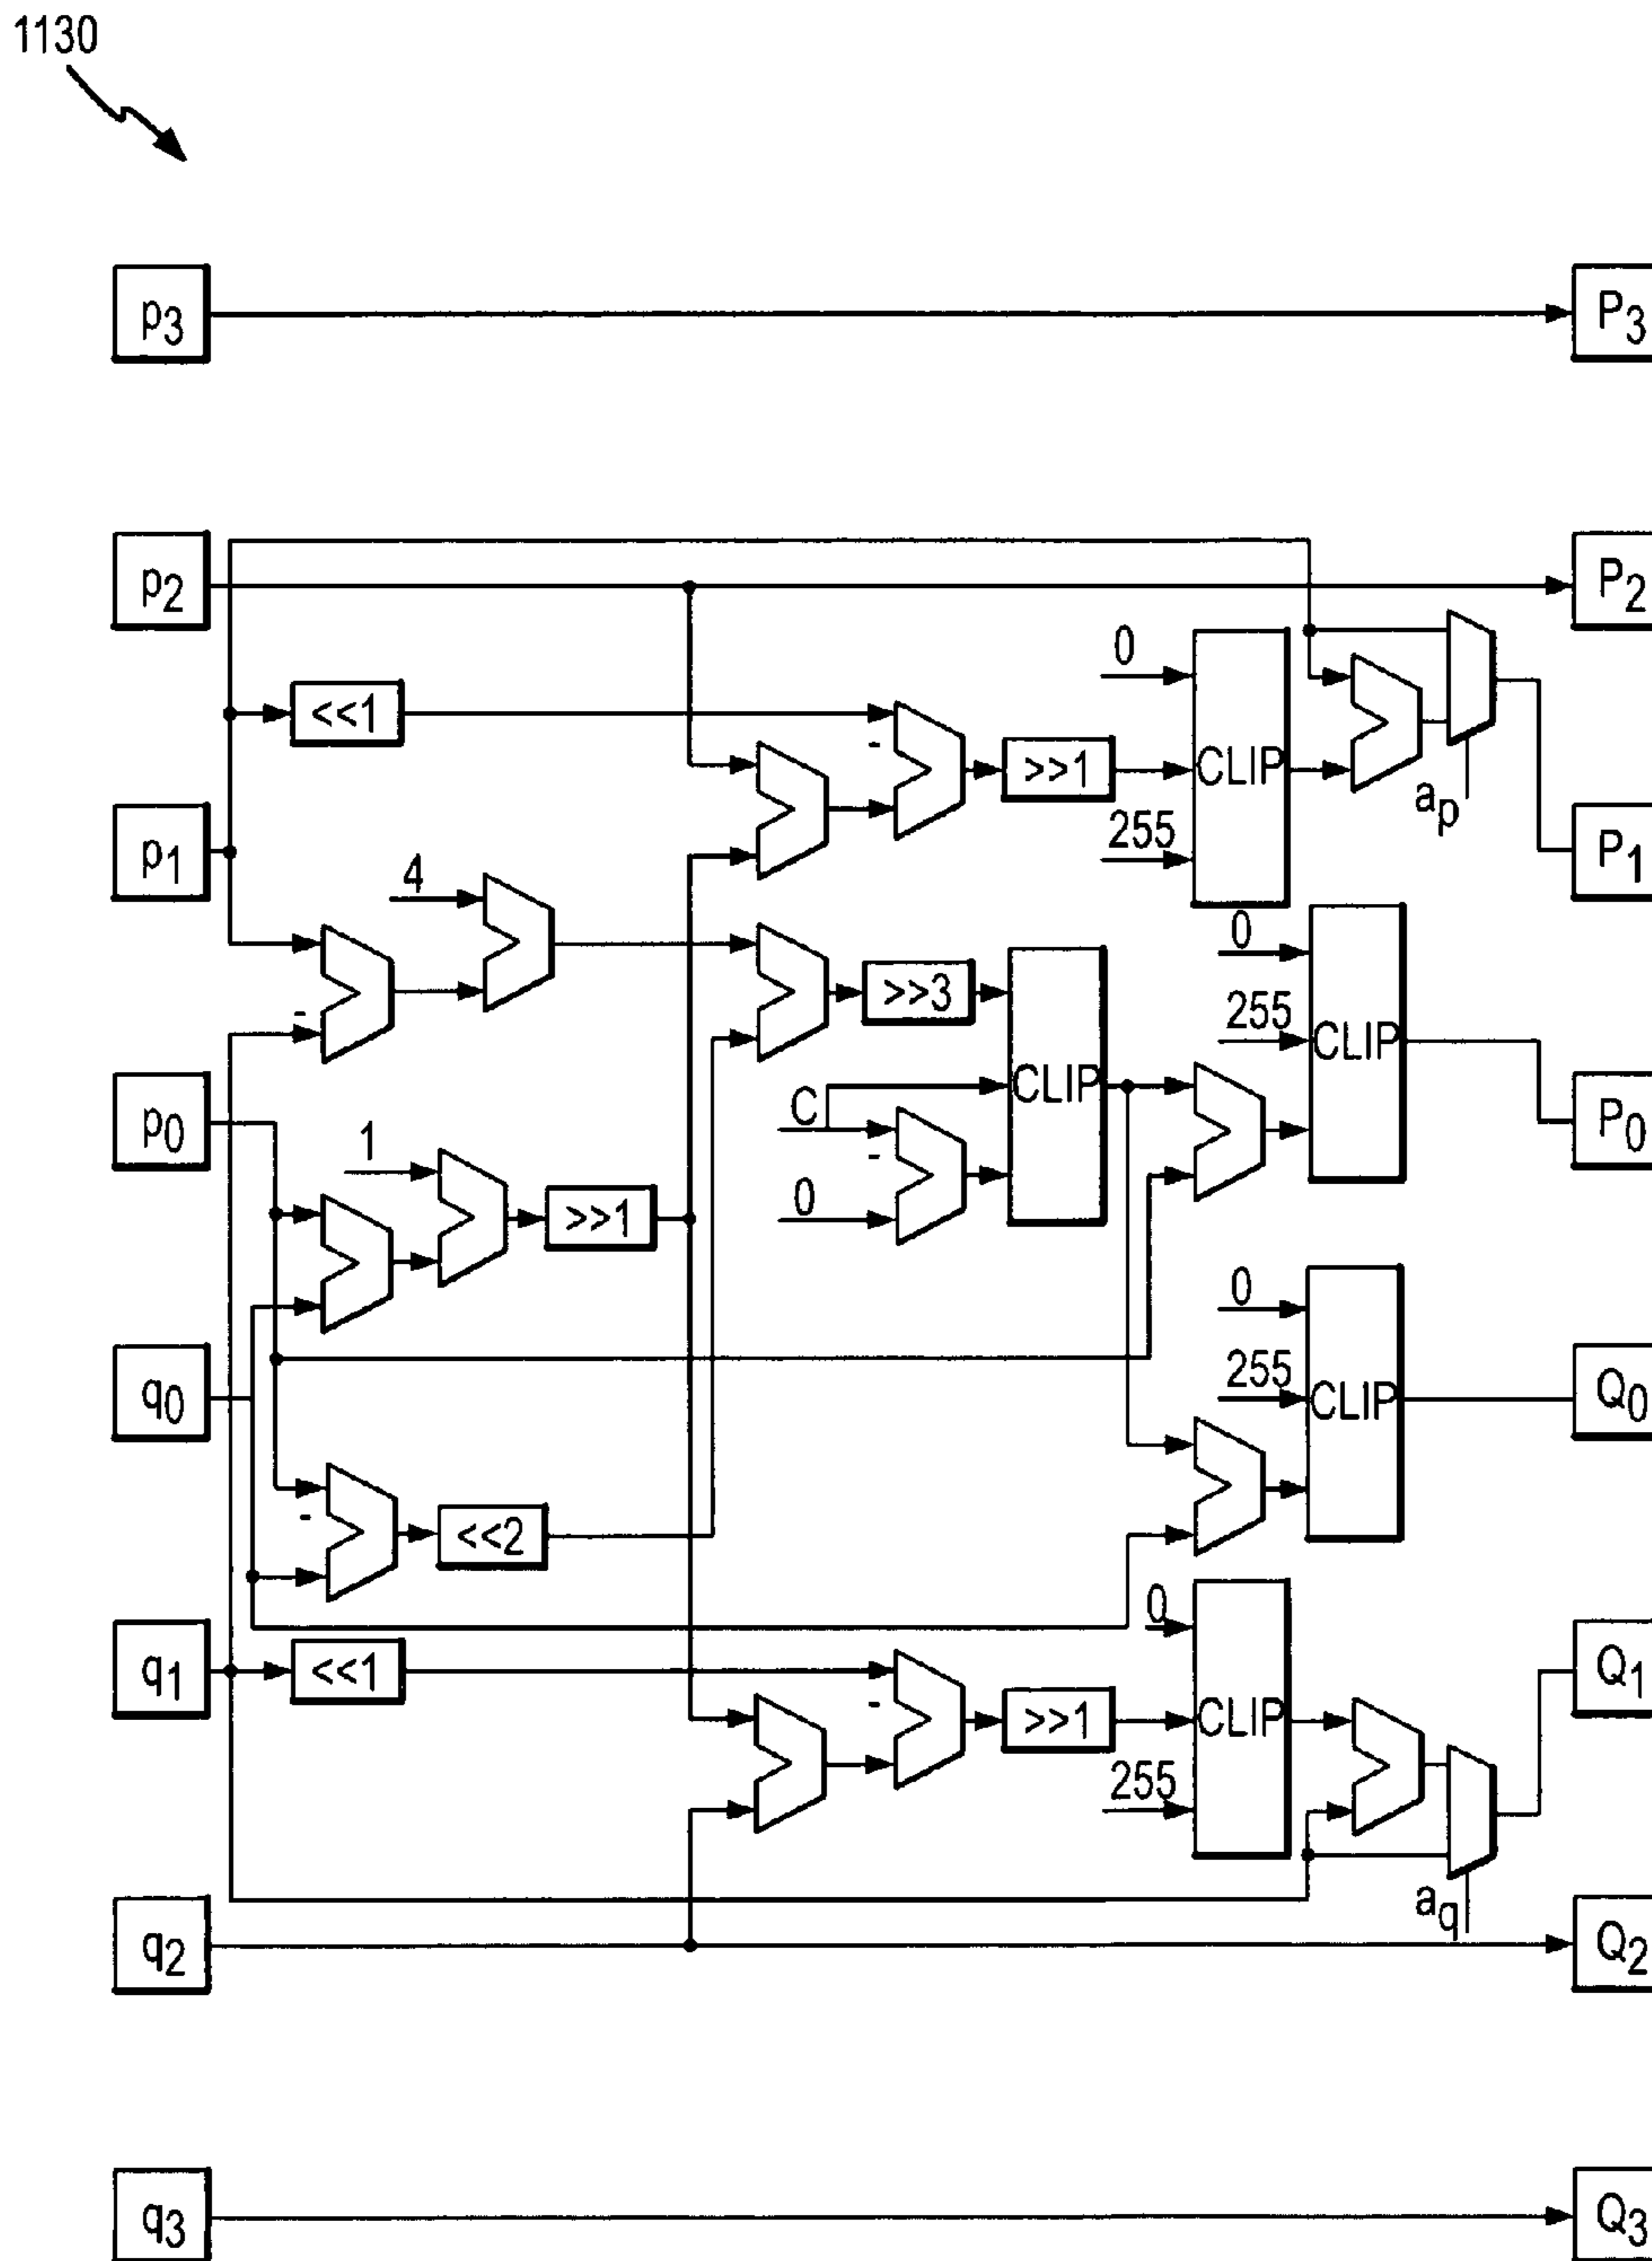 1130
p3 P3
p2 P2
0
<<1
>>1 CLIP
-
255 ap
p1 P1
4
0
>>3
255 CLIP
-
C CLIP
p0 P0
1
-
>>1 0
0
255 CLIP
q0 Q0
-
<<2
0
q1 <<1 Q1
-
>>1 CLIP
255
aq
q2 Q2
q3 Q3